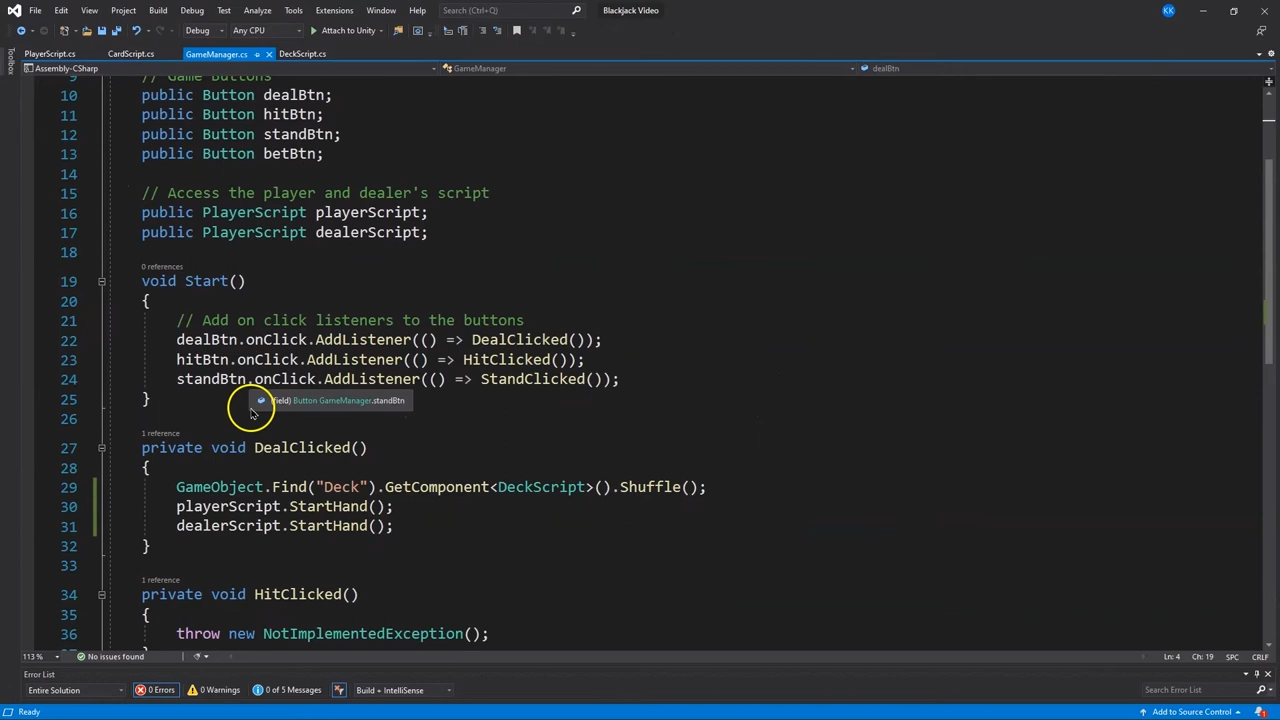 File Edit View Git Project Build Debug Test Analyze Tools Extensions Window Help Search (Ctrl+Q) Blackjack Video KK
Debug Any CPU Attach to Unity
PlayerScript.cs CardScript.cs GameManager.cs DeckScript.cs
Toolbox
Assembly-CSharp GameManager dealBtn
9 // Game Buttons
10 public Button dealBtn;
11 public Button hitBtn;
12 public Button standBtn;
13 public Button betBtn;
14
15 // Access the player and dealer's script
16 public PlayerScript playerScript;
17 public PlayerScript dealerScript;
18
0 references
19 void Start()
20 {
21 // Add on click listeners to the buttons
22 dealBtn.onClick.AddListener(() => DealClicked());
23 hitBtn.onClick.AddListener(() => HitClicked());
24 standBtn.onClick.AddListener(() => StandClicked());
25 }
(field) Button GameManager.standBtn
26
1 reference
27 private void DealClicked()
28 {
29 GameObject.Find("Deck").GetComponent<DeckScript>().Shuffle();
30 playerScript.StartHand();
31 dealerScript.StartHand();
32 }
33
1 reference
34 private void HitClicked()
35 {
36 throw new NotImplementedException();
113 % No issues found Ln: 4 Ch: 19 SPC CRLF
Error List
Entire Solution 0 Errors 0 Warnings 0 of 5 Messages Build + IntelliSense Search Error List
Ready Add to Source Control 1